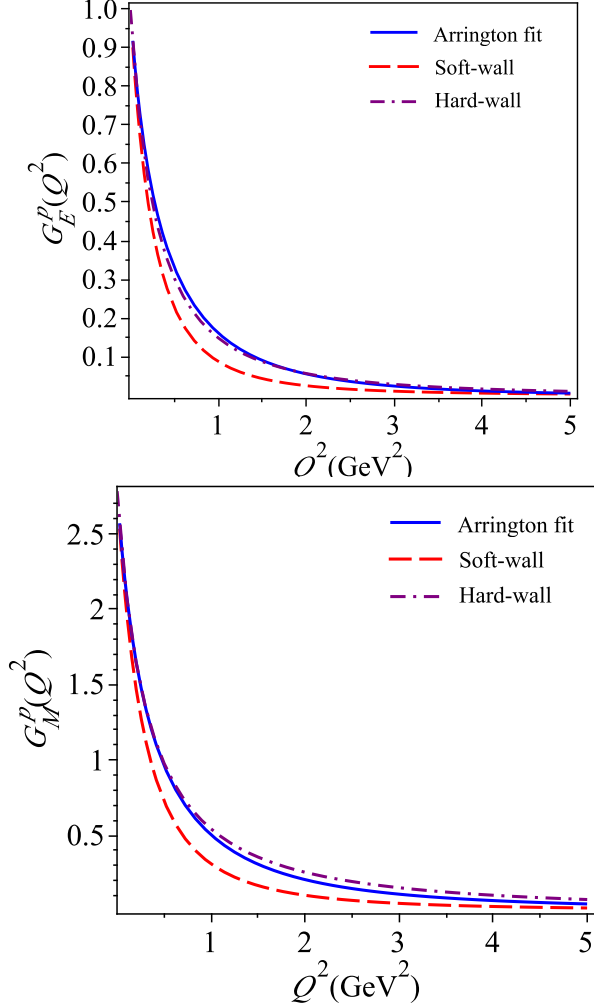 1.0
0.9
0.8
0.7
0.6
0.5
0.4
0.3
0.2
0.1
G_E^p(Q^2)
Arrington fit
Soft-wall
Hard-wall
1 2 3 4 5
Q^2(GeV^2)
2.5
2
1.5
1
0.5
G_M^p(Q^2)
Arrington fit
Soft-wall
Hard-wall
1 2 3 4 5
Q^2(GeV^2)